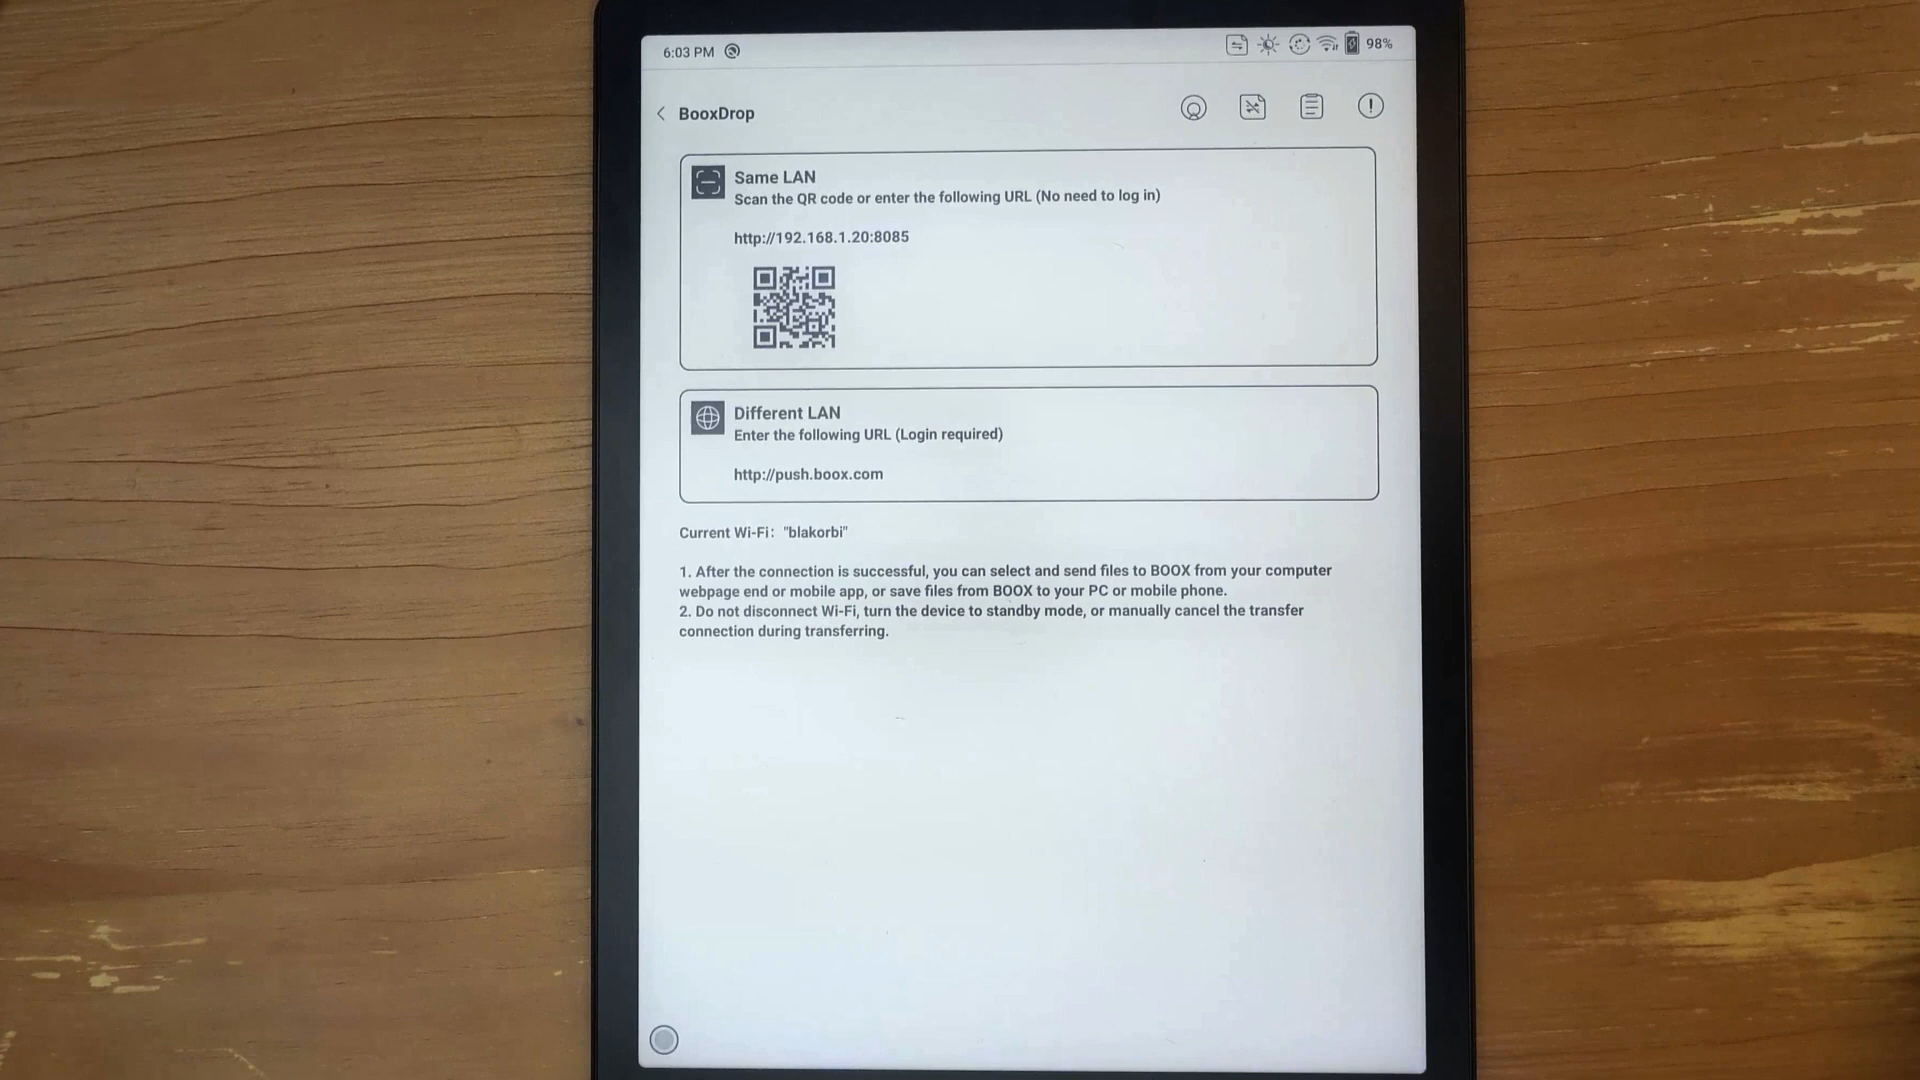 6:03 PM
98%
BooxDrop
Same LAN
Scan the QR code or enter the following URL (No need to log in)
http://192.168.1.20:8085
Different LAN
Enter the following URL (Login required)
http://push.boox.com
Current Wi-Fi: "blakorbi"
1. After the connection is successful, you can select and send files to BOOX from your computer
webpage end or mobile app, or save files from BOOX to your PC or mobile phone.
2. Do not disconnect Wi-Fi, turn the device to standby mode, or manually cancel the transfer
connection during transferring.